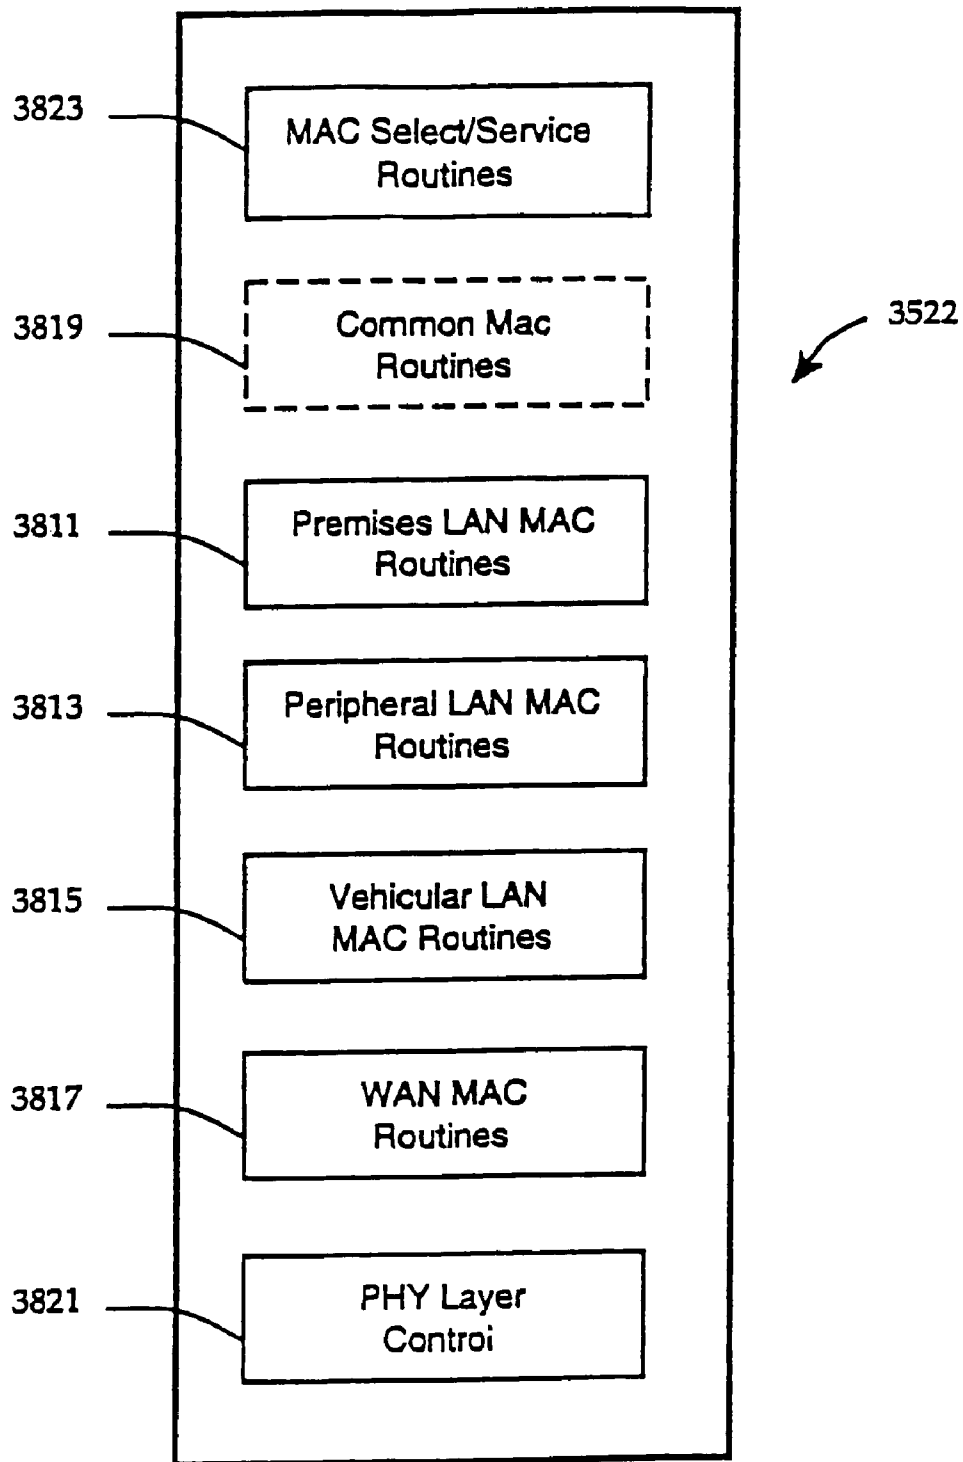 3823
MAC Select/Service
Routines
3819
Common Mac
Routines
3522
3811
Premises LAN MAC
Routines
3813
Peripheral LAN MAC
Routines
3815
Vehicular LAN
MAC Routines
3817
WAN MAC
Routines
3821
PHY Layer
Control